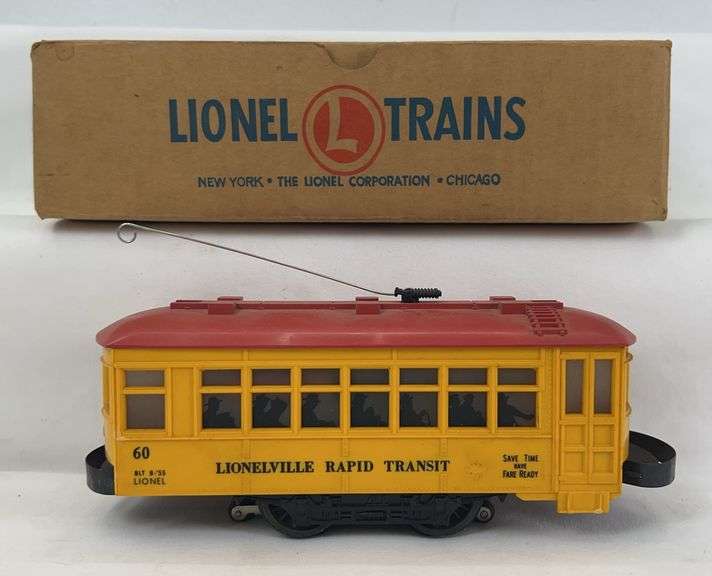 LIONEL L TRAINS
NEW YORK • THE LIONEL CORPORATION • CHICAGO
60
BLT 8/55
LIONEL
LIONELVILLE RAPID TRANSIT
SAVE TIME
HAVE
FARE READY